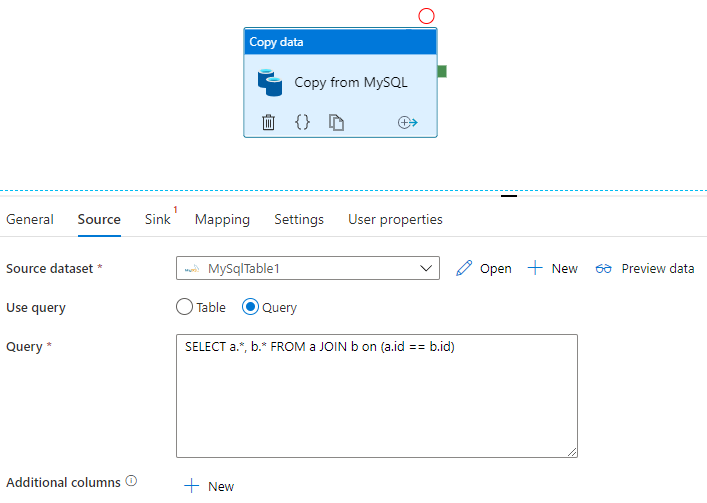 Copy data
Copy from MySQL
{}
General Source Sink 1 Mapping Settings User properties
Source dataset * MySqlTable1 Open New Preview data
Use query Table Query
Query * SELECT a.*, b.* FROM a JOIN b on (a.id == b.id)
Additional columns New